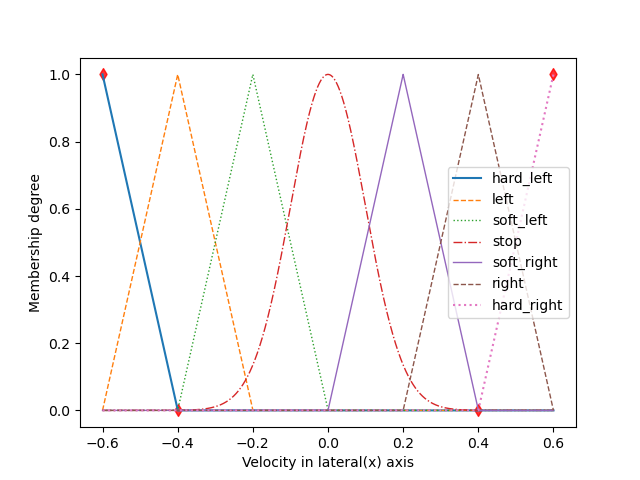 1.0
0.8
0.6
0.4
0.2
0.0
Membership degree
hard_left
left
soft_left
stop
soft_right
right
hard_right
−0.6 −0.4 −0.2 0.0 0.2 0.4 0.6
Velocity in lateral(x) axis